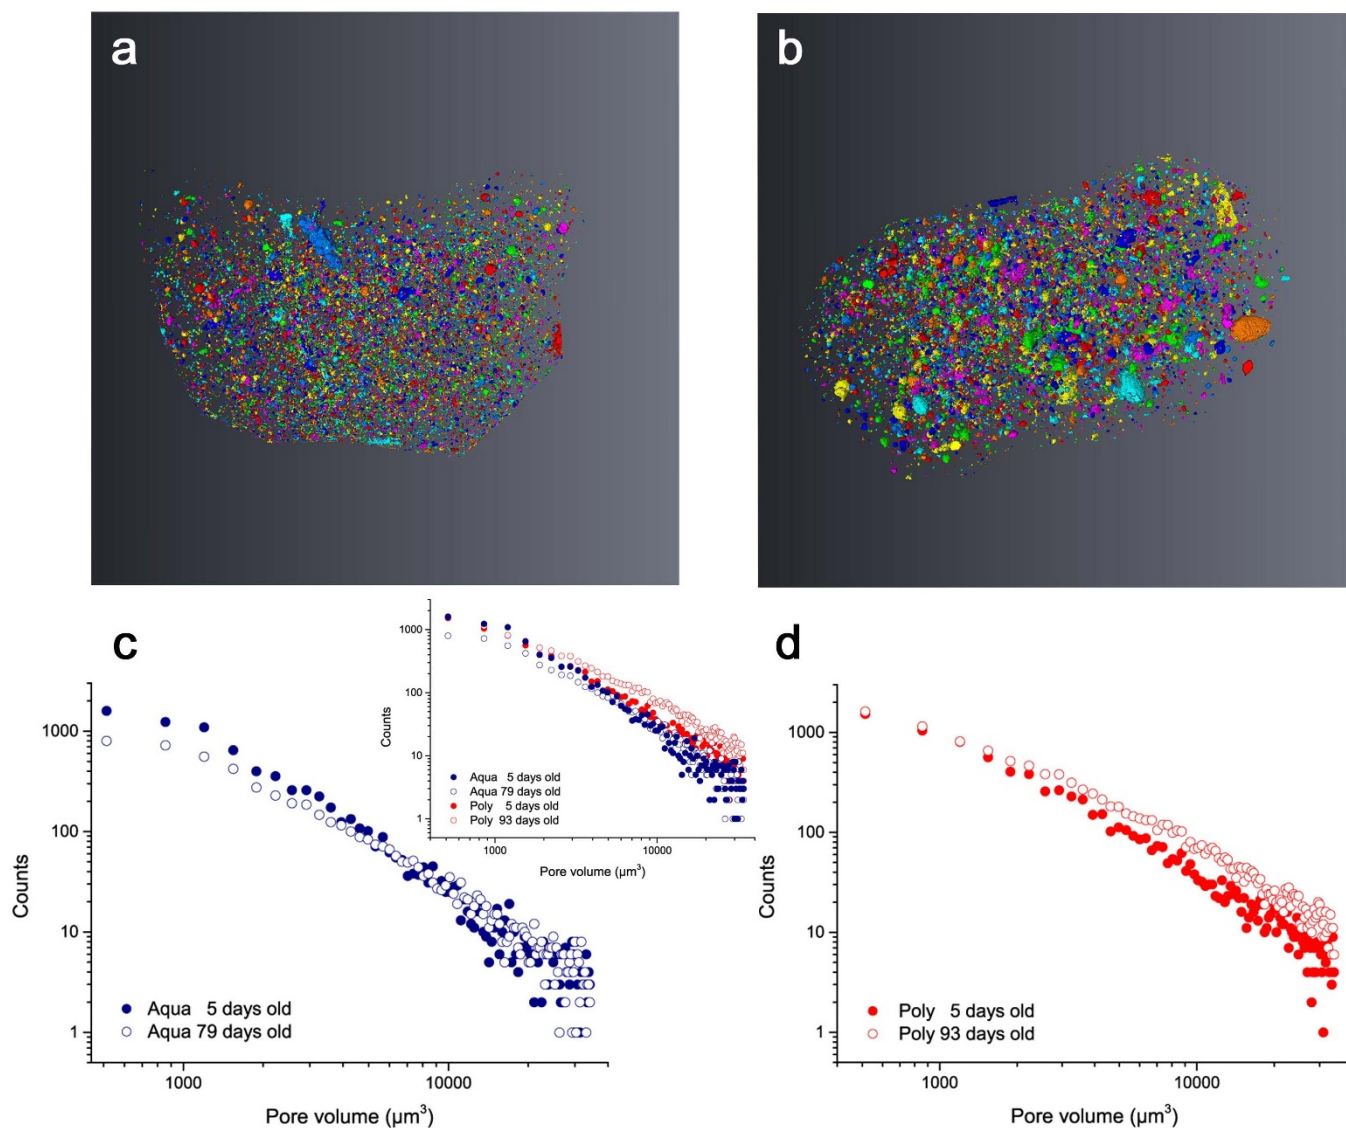 a
b
c
1000
100
10
1
Counts
Aqua 5 days old
Aqua 79 days old
Poly 5 days old
Poly 93 days old
1000 10000
Pore volume (µm³)
1000
100
10
1
Counts
Aqua 5 days old
Aqua 79 days old
1000 10000
Pore volume (µm³)
d
1000
100
10
1
Counts
Poly 5 days old
Poly 93 days old
1000 10000
Pore volume (µm³)